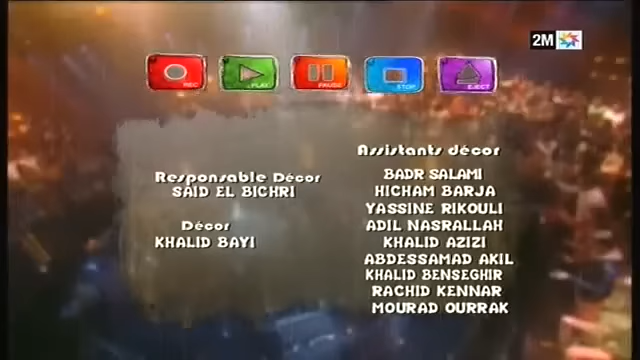 2M
REC
PLAY
PAUSE
STOP
EJECT
Responsable Décor
SAID EL BICHRI
Décor
KHALID BAYI
Assistants décor
BADR SALAMI
HICHAM BARJA
YASSINE RIKOULI
ADIL NASRALLAH
KHALID AZIZI
ABDESSAMAD AKIL
KHALID BENSEGHIR
RACHID KENNAR
MOURAD OURRAK